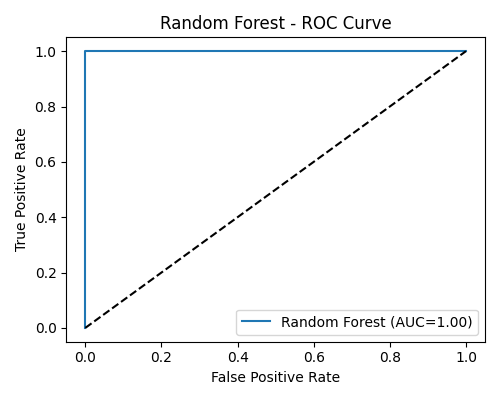 Random Forest - ROC Curve
True Positive Rate
1.0
0.8
0.6
0.4
0.2
0.0
Random Forest (AUC=1.00)
0.0 0.2 0.4 0.6 0.8 1.0
False Positive Rate